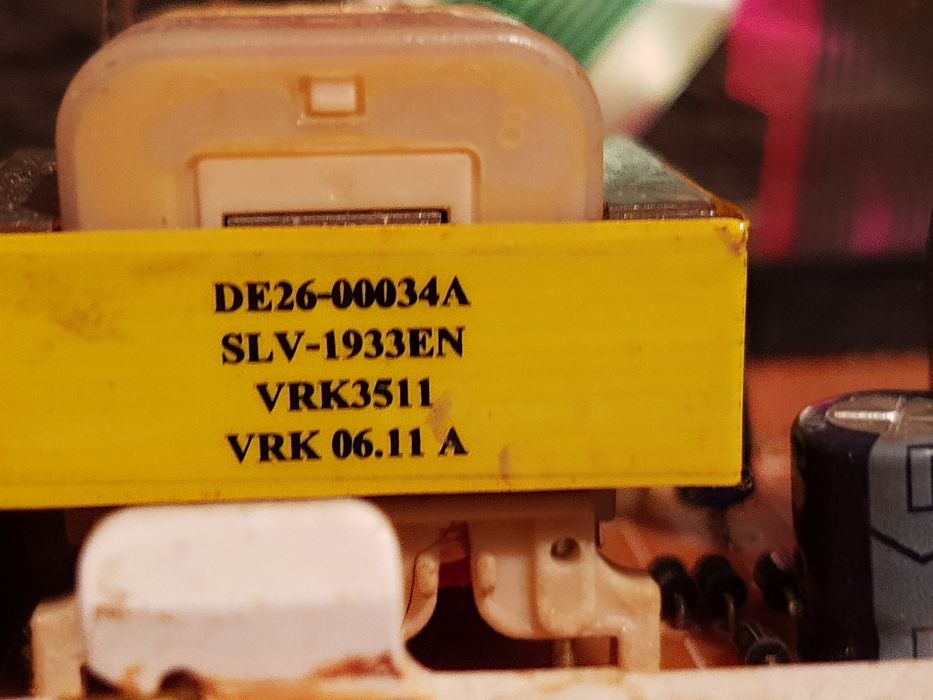 DE26-00034A
SLV-1933EN
VRK3511
VRK 06.11 A